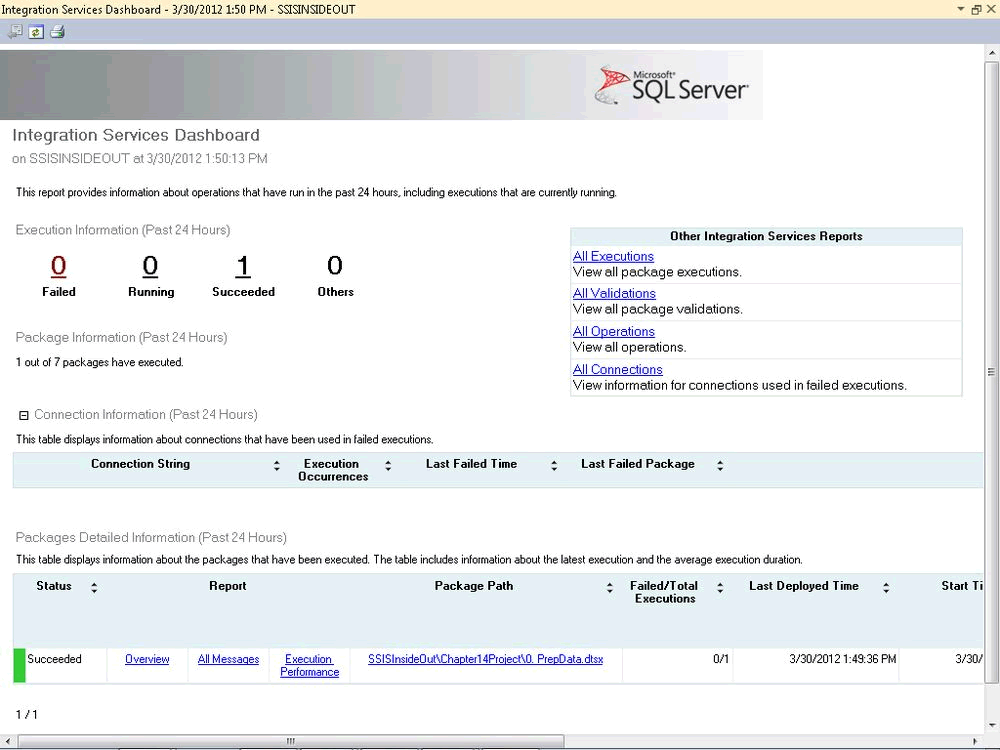 Integration Services Dashboard - 3/30/2012 1:50 PM - SSISINSIDEOUT
Microsoft®
SQL Server®
Integration Services Dashboard
on SSISINSIDEOUT at 3/30/2012 1:50:13 PM
This report provides information about operations that have run in the past 24 hours, including executions that are currently running.
Execution Information (Past 24 Hours)
0 0 1 0
Failed Running Succeeded Others
Other Integration Services Reports
All Executions
View all package executions.
All Validations
View all package validations.
All Operations
View all operations.
All Connections
View information for connections used in failed executions.
Package Information (Past 24 Hours)
1 out of 7 packages have executed.
Connection Information (Past 24 Hours)
This table displays information about connections that have been used in failed executions.
Connection String Execution Last Failed Time Last Failed Package
Occurrences
Packages Detailed Information (Past 24 Hours)
This table displays information about the packages that have been executed. The table includes information about the latest execution and the average execution duration.
Status Report Package Path Failed/Total Last Deployed Time Start Ti
Executions
Succeeded Overview All Messages Execution SSISInsideOut\Chapter14Project\0. PrepData.dtsx 0/1 3/30/2012 1:49:36 PM 3/30/
Performance
1 / 1